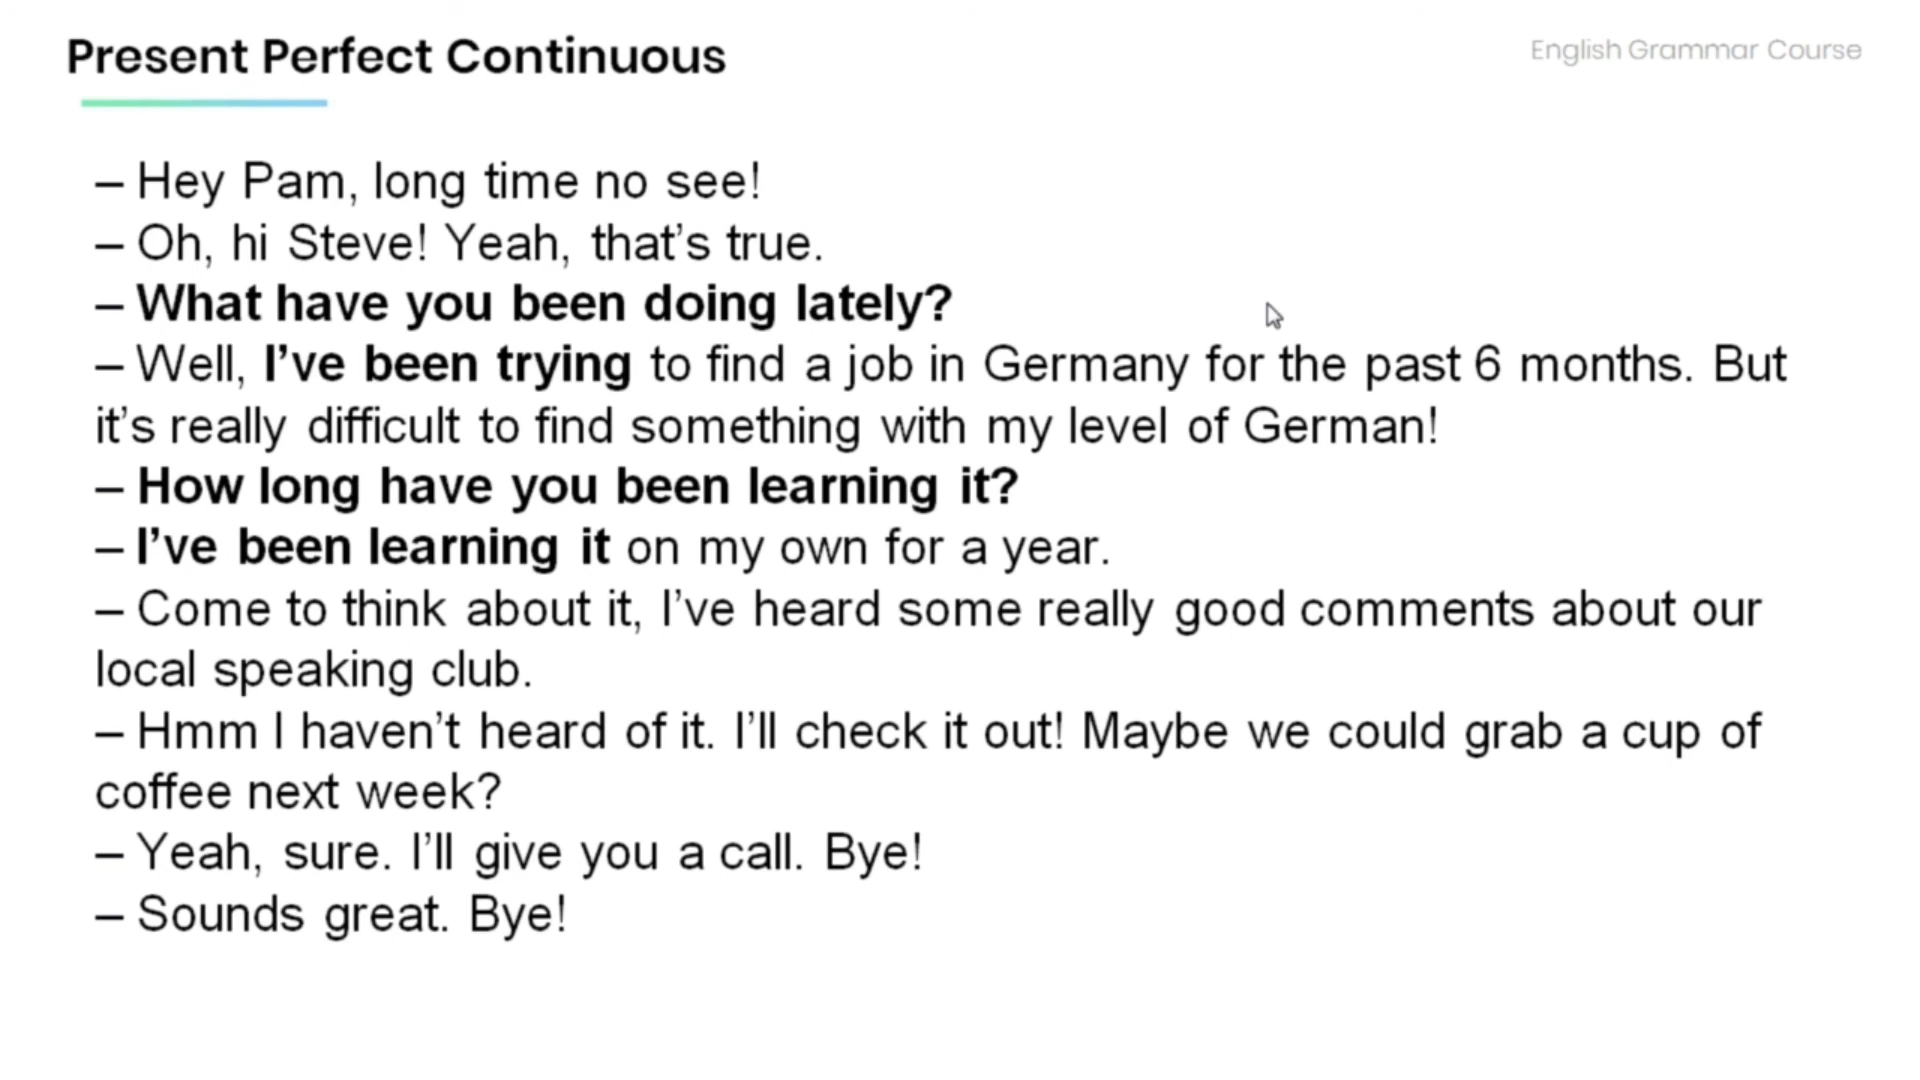 Present Perfect Continuous
English Grammar Course
– Hey Pam, long time no see!
– Oh, hi Steve! Yeah, that’s true.
– What have you been doing lately?
– Well, I’ve been trying to find a job in Germany for the past 6 months. But
it’s really difficult to find something with my level of German!
– How long have you been learning it?
– I’ve been learning it on my own for a year.
– Come to think about it, I’ve heard some really good comments about our
local speaking club.
– Hmm I haven’t heard of it. I’ll check it out! Maybe we could grab a cup of
coffee next week?
– Yeah, sure. I’ll give you a call. Bye!
– Sounds great. Bye!